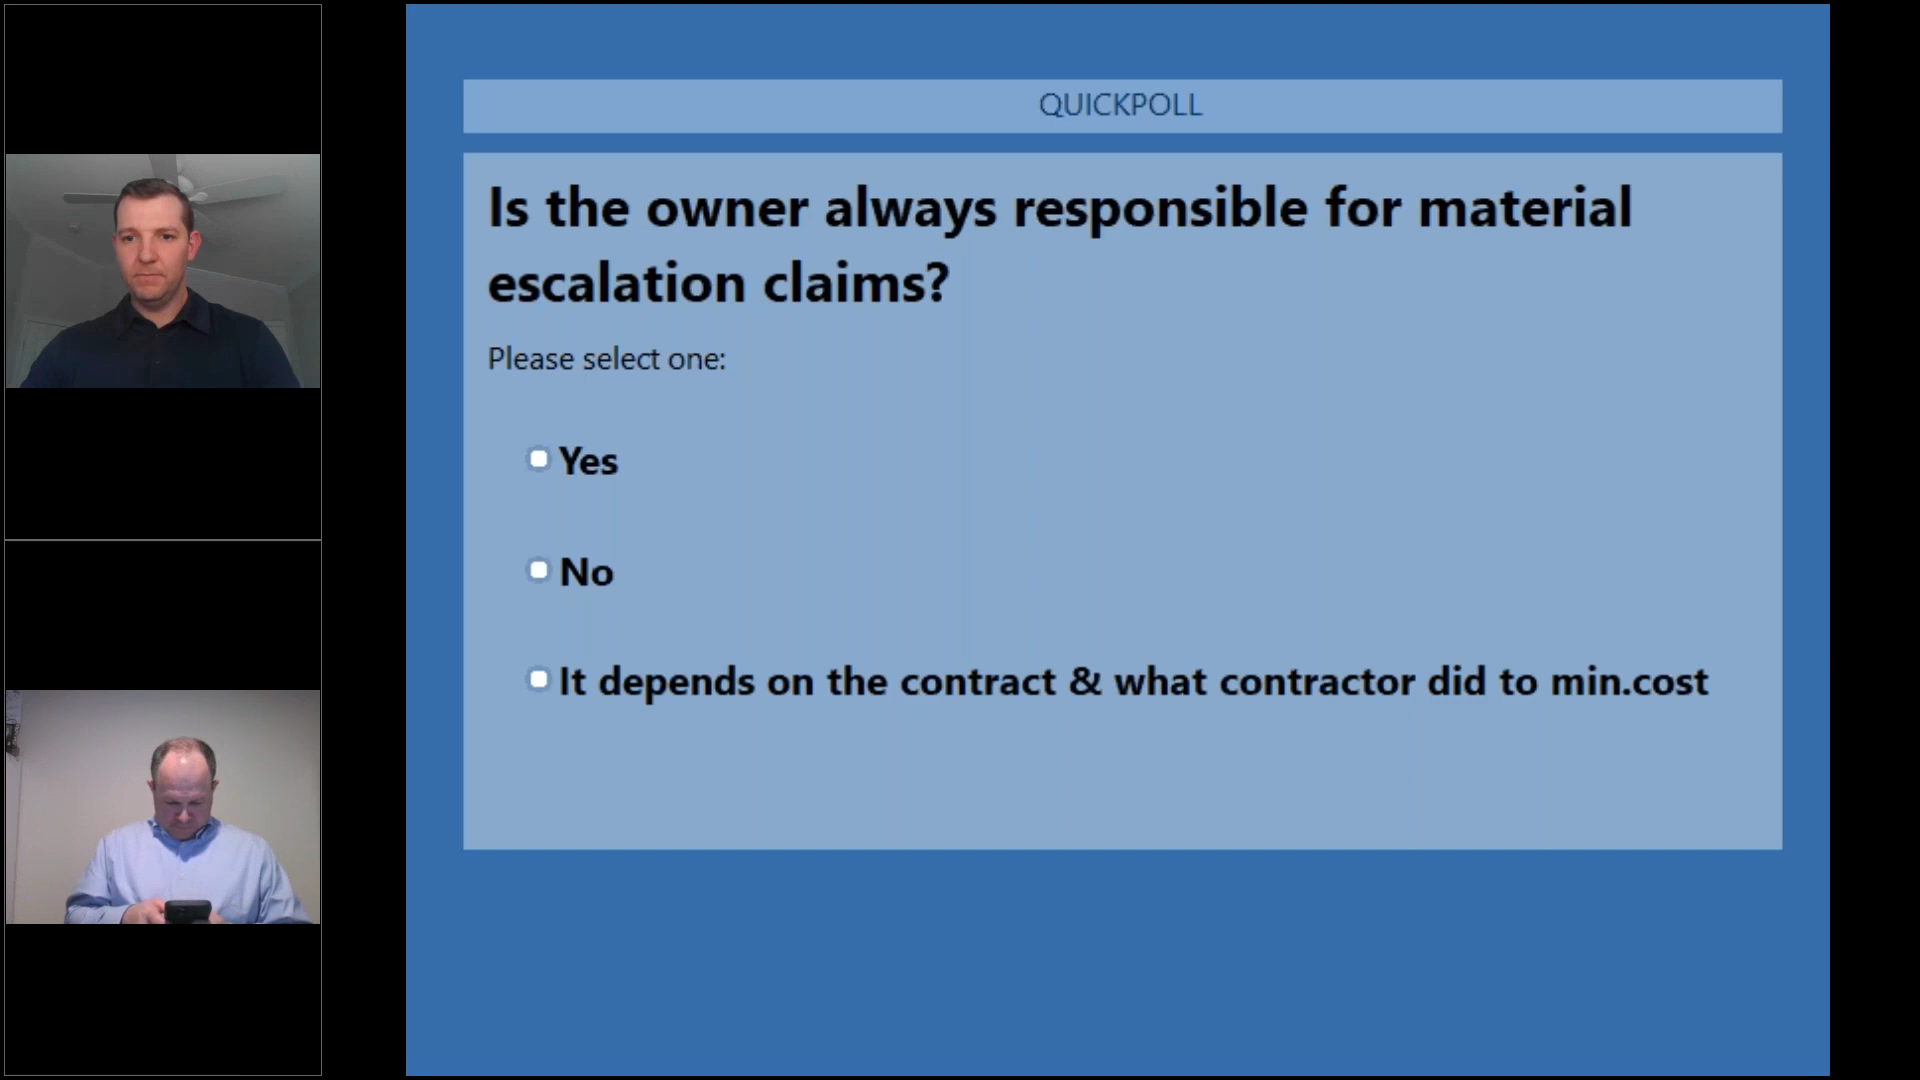 QUICKPOLL
Is the owner always responsible for material
escalation claims?
Please select one:
Yes
No
It depends on the contract & what contractor did to min.cost